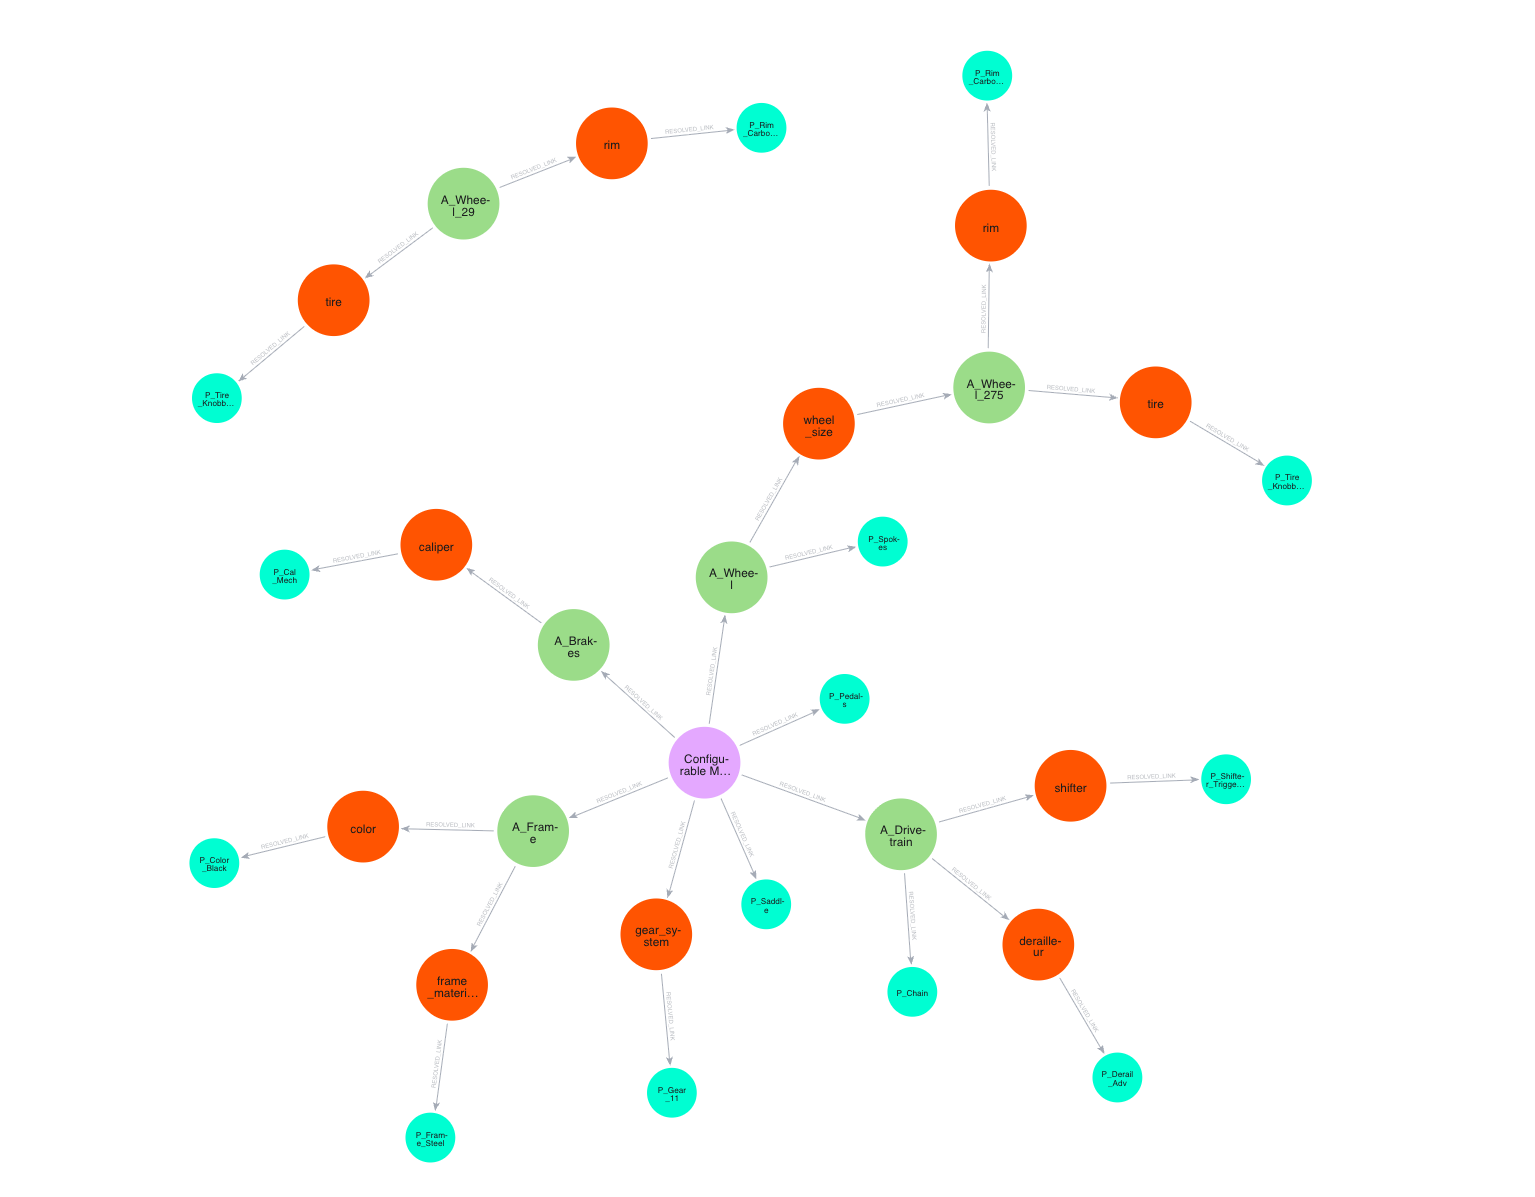 P_Rim
_Carbo...
RESOLVED_LINK
P_Rim
_Carbo...
RESOLVED_LINK
rim
RESOLVED_LINK
A_Whee-
l_29
RESOLVED_LINK
rim
RESOLVED_LINK
tire
RESOLVED_LINK
RESOLVED_LINK
P_Tire
_Knobb...
A_Whee-
l_275
RESOLVED_LINK
tire
RESOLVED_LINK
wheel
_size
RESOLVED_LINK
P_Tire
_Knobb...
RESOLVED_LINK
caliper
RESOLVED_LINK
P_Cal
_Mech
P_Spok-
es
RESOLVED_LINK
A_Whee-
l
RESOLVED_LINK
A_Brak-
es
RESOLVED_LINK
RESOLVED_LINK
P_Pedal-
s
RESOLVED_LINK
Configu-
rable M...
RESOLVED_LINK
RESOLVED_LINK
shifter
RESOLVED_LINK
P_Shifte-
r_Trigge...
RESOLVED_LINK
color
RESOLVED_LINK
A_Fram-
e
RESOLVED_LINK
RESOLVED_LINK
A_Drive-
train
RESOLVED_LINK
P_Color
_Black
RESOLVED_LINK
RESOLVED_LINK
P_Saddl-
e
RESOLVED_LINK
RESOLVED_LINK
gear_sy-
stem
deraille-
ur
frame
_materi...
P_Chain
RESOLVED_LINK
RESOLVED_LINK
RESOLVED_LINK
P_Gear
_11
P_Derail
_Adv
P_Fram-
e_Steel